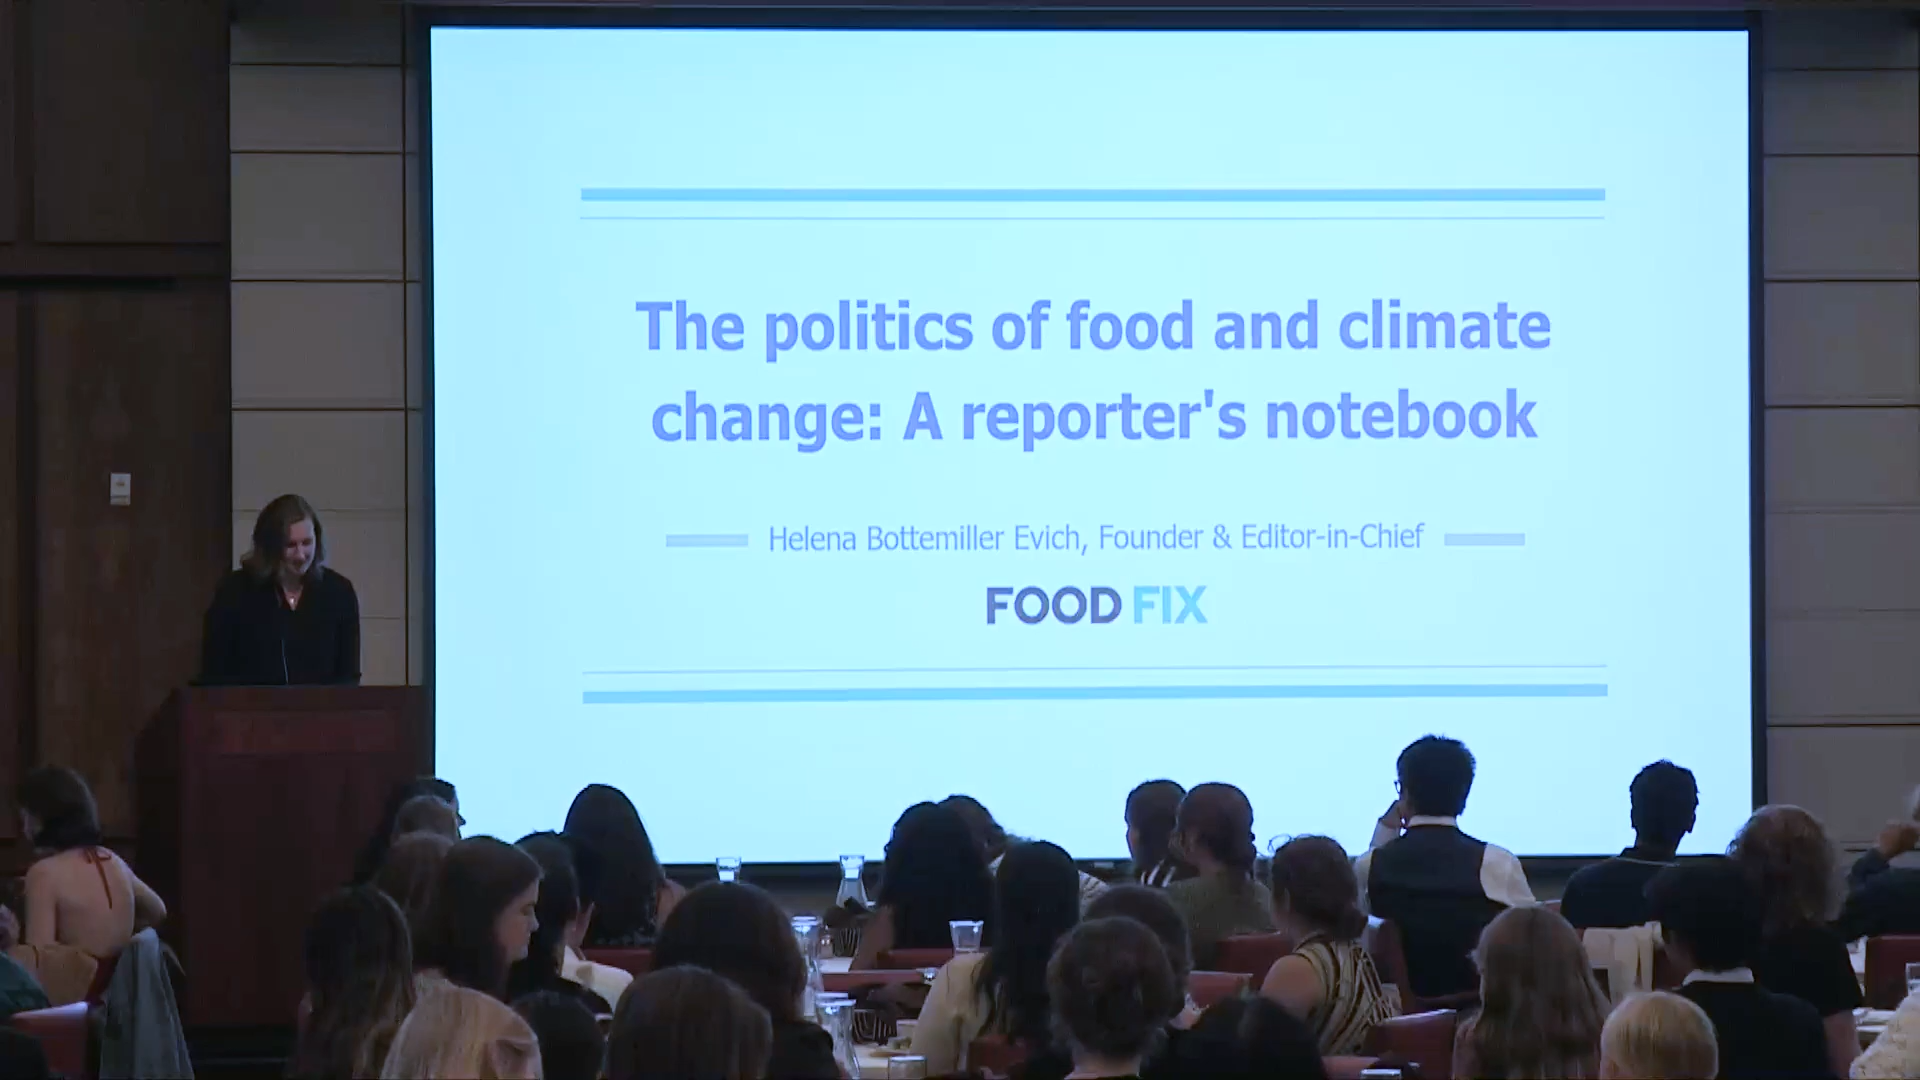 The politics of food and climate
change: A reporter's notebook
Helena Bottemiller Evich, Founder & Editor-in-Chief
FOOD FIX